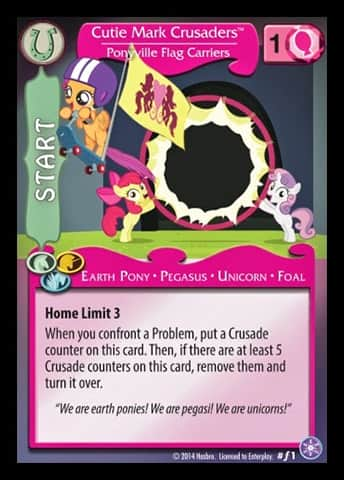 Cutie Mark Crusaders™
Ponyville Flag Carriers
1
START
Earth Pony • Pegasus • Unicorn • Foal
Home Limit 3
When you confront a Problem, put a Crusade
counter on this card. Then, if there are at least 5
Crusade counters on this card, remove them and
turn it over.
"We are earth ponies! We are pegasi! We are unicorns!"
© 2014 Hasbro. Licensed to Enterplay. #ƒ1